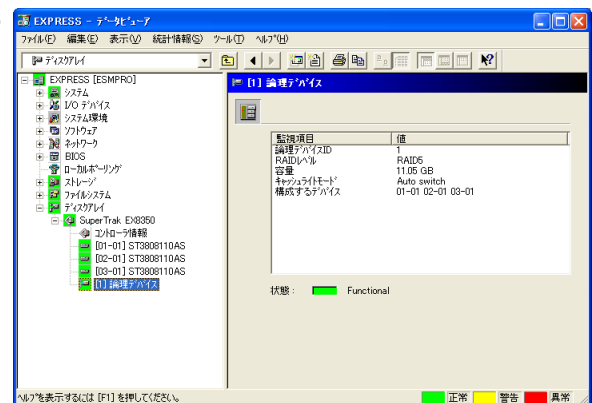 EXPRESS - ﾃﾞｰﾀﾋﾞｭｰｱ
ﾌｧｲﾙ(F) 編集(E) 表示(V) 統計情報(S) ﾂｰﾙ(T) ﾍﾙﾌﾟ(H)
ﾃﾞｨｽｸｱﾚｲ
EXPRESS [ESMPRO]
ｼｽﾃﾑ
I/O ﾃﾞﾊﾞｲｽ
ｼｽﾃﾑ環境
ｿﾌﾄｳｪｱ
ﾈｯﾄﾜｰｸ
BIOS
ﾛｰｶﾙﾎﾟｰﾘﾝｸﾞ
ｽﾄﾚｰｼﾞ
ﾌｧｲﾙｼｽﾃﾑ
ﾃﾞｨｽｸｱﾚｲ
SuperTrak EX8350
ｺﾝﾄﾛｰﾗ情報
[01-01] ST3808110AS
[02-01] ST3808110AS
[03-01] ST3808110AS
[1] 論理ﾃﾞﾊﾞｲｽ
[1] 論理ﾃﾞﾊﾞｲｽ
監視項目 値
論理ﾃﾞﾊﾞｲｽID 1
RAIDﾚﾍﾞﾙ RAID5
容量 11.05 GB
ｷｬｯｼｭﾗｲﾄﾓｰﾄﾞ Auto switch
構成するﾃﾞﾊﾞｲｽ 01-01 02-01 03-01
状態 : Functional
ﾍﾙﾌﾟを表示するには [F1] を押してください。 正常 警告 異常